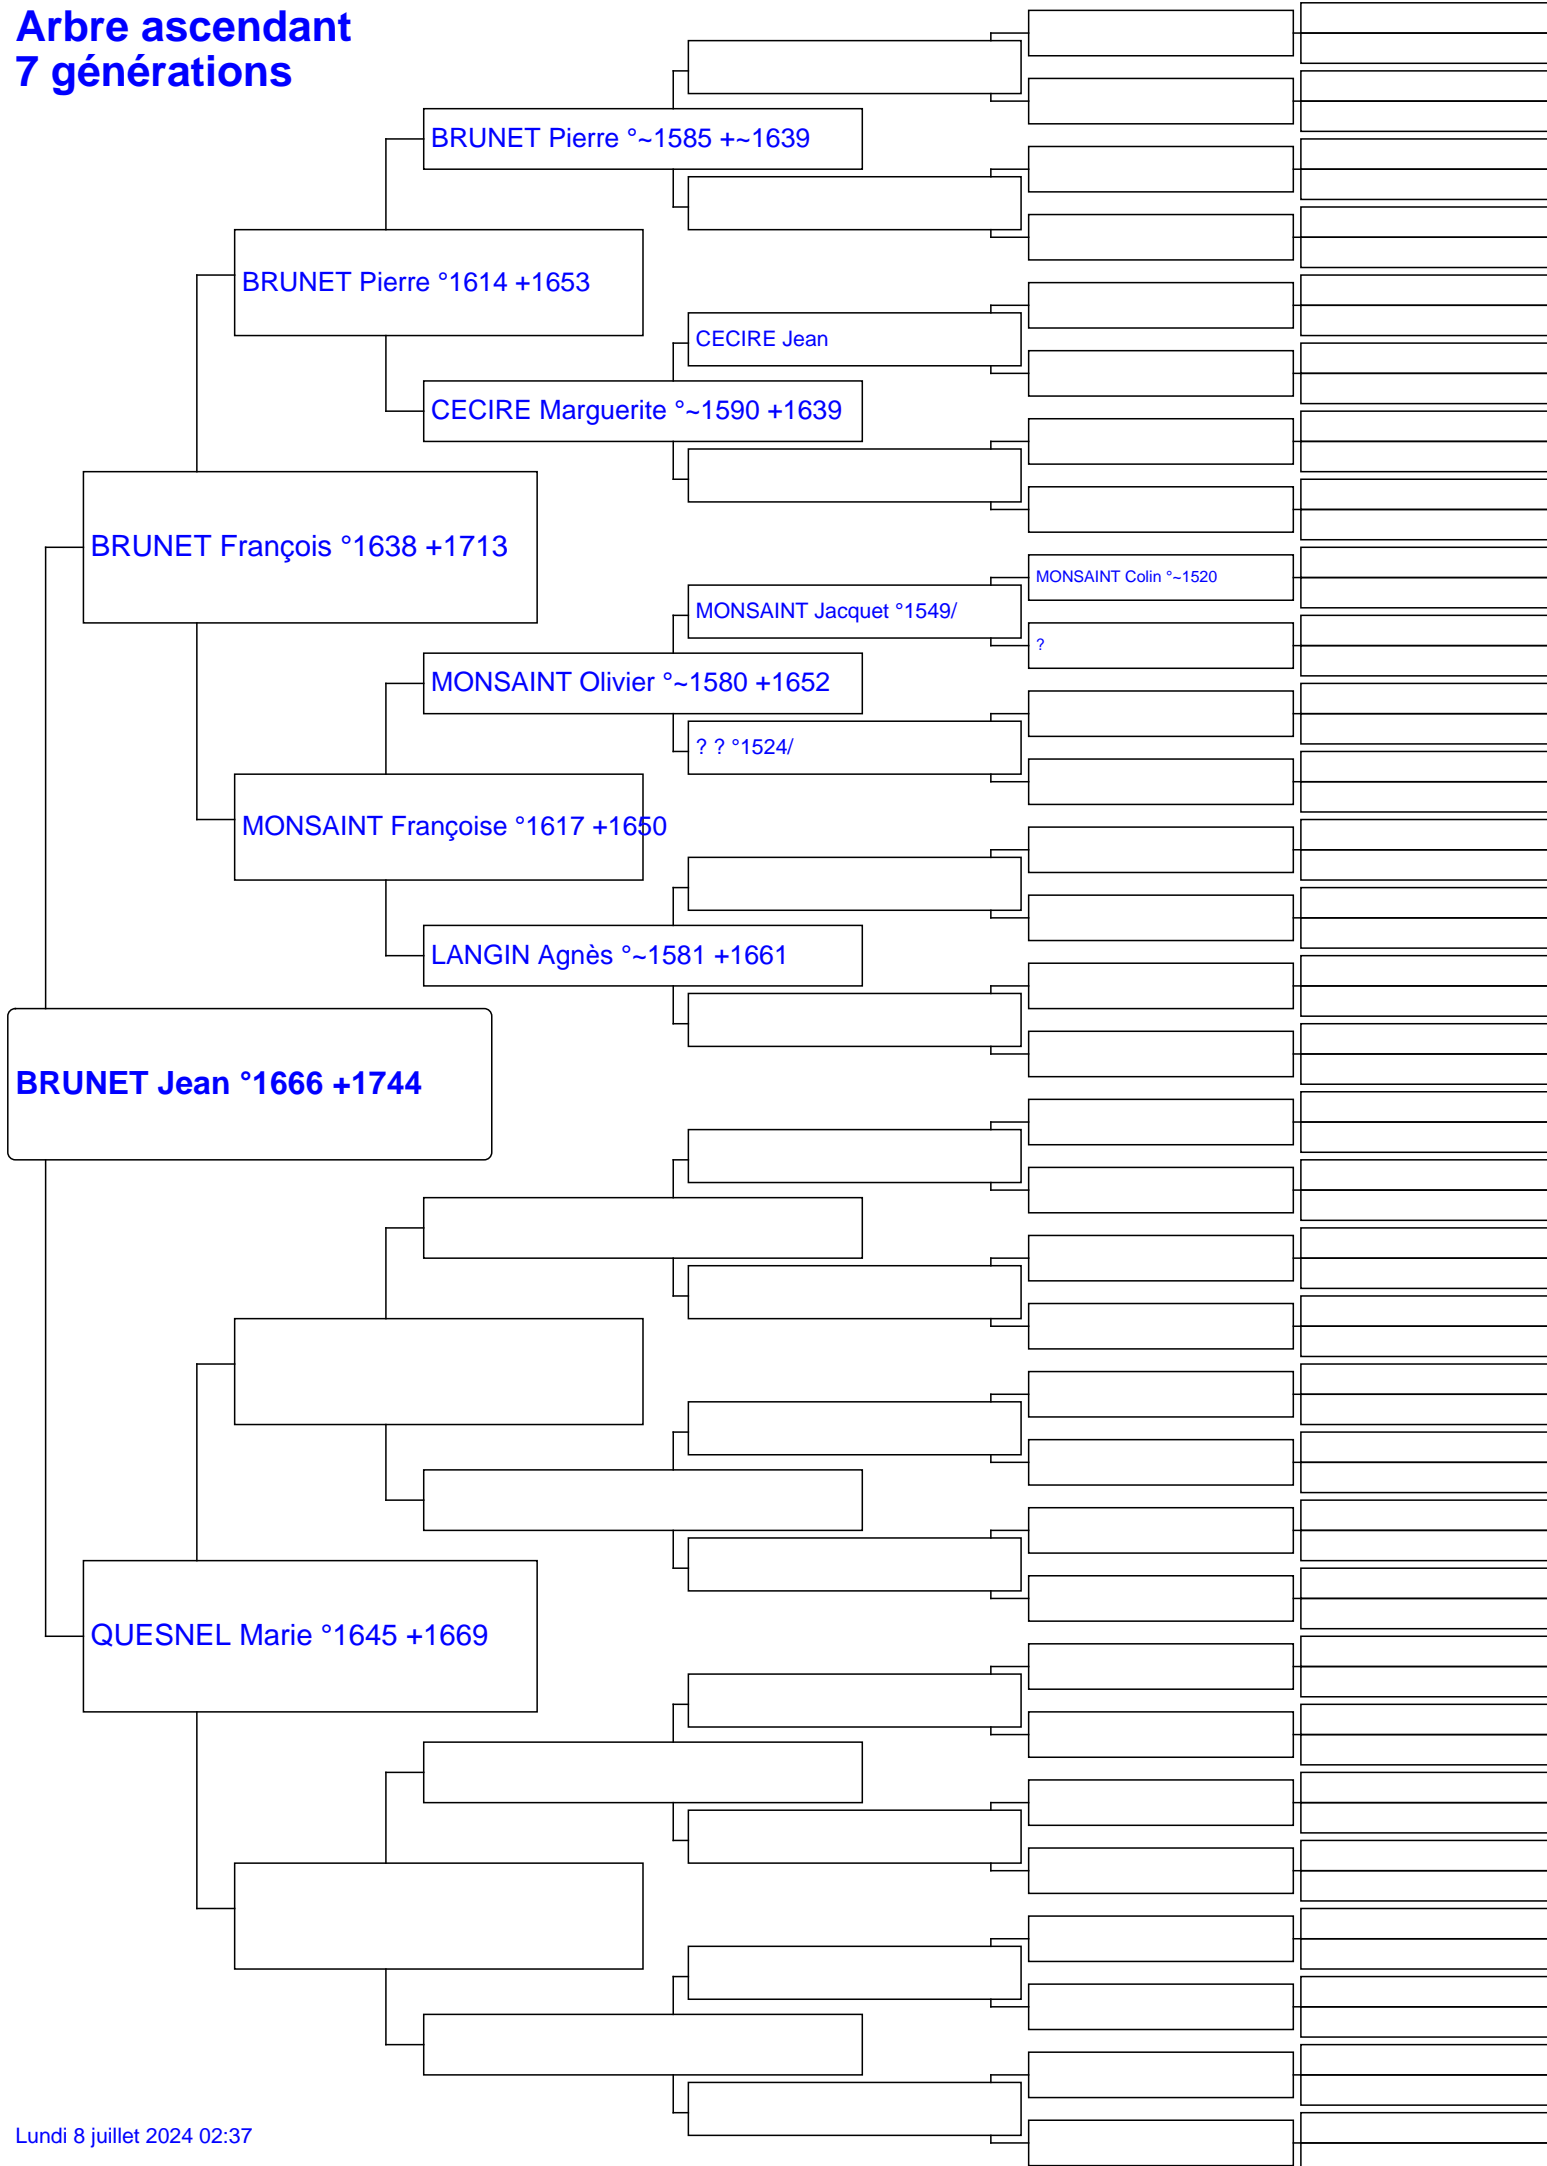 Arbre ascendant
7 générations
BRUNET Pierre °~1585 +~1639
BRUNET Pierre °1614 +1653
CECIRE Jean
CECIRE Marguerite °~1590 +1639
BRUNET François °1638 +1713
MONSAINT Colin °~1520
MONSAINT Jacquet °1549/
?
MONSAINT Olivier °~1580 +1652
? ? °1524/
MONSAINT Françoise °1617 +1650
LANGIN Agnès °~1581 +1661
BRUNET Jean °1666 +1744
QUESNEL Marie °1645 +1669
Lundi 8 juillet 2024 02:37